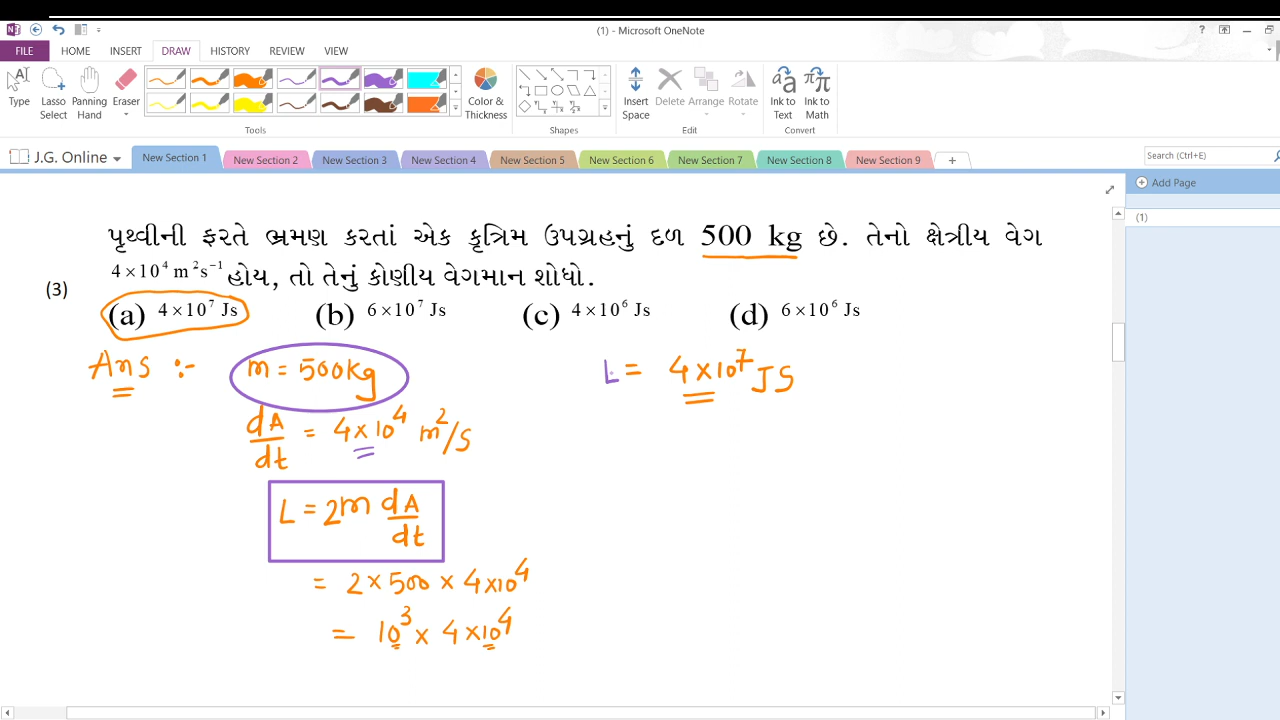 (1) - Microsoft OneNote
FILE HOME INSERT DRAW HISTORY REVIEW VIEW
Type Lasso Select Panning Hand Eraser Color & Thickness Insert Space Delete Arrange Rotate Ink to Text Ink to Math
Tools Shapes Edit Convert
J.G. Online New Section 1 New Section 2 New Section 3 New Section 4 New Section 5 New Section 6 New Section 7 New Section 8 New Section 9 Search (Ctrl+E)
Add Page
(1)
પૃથ્વીની ફરતે ભ્રમણ કરતાં એક કૃત્રિમ ઉપગ્રહનું દળ 500 kg છે. તેનો ક્ષેત્રીય વેગ
(3) 4×10⁴ m²s⁻¹ હોય, તો તેનું કોણીય વેગમાન શોધો.
(a) 4×10⁷ Js (b) 6×10⁷ Js (c) 4×10⁶ Js (d) 6×10⁶ Js
Ans :- m = 500kg L = 4×10⁷ JS
dA/dt = 4×10⁴ m²/S
L = 2m dA/dt
= 2×500×4×10⁴
= 10³×4×10⁴